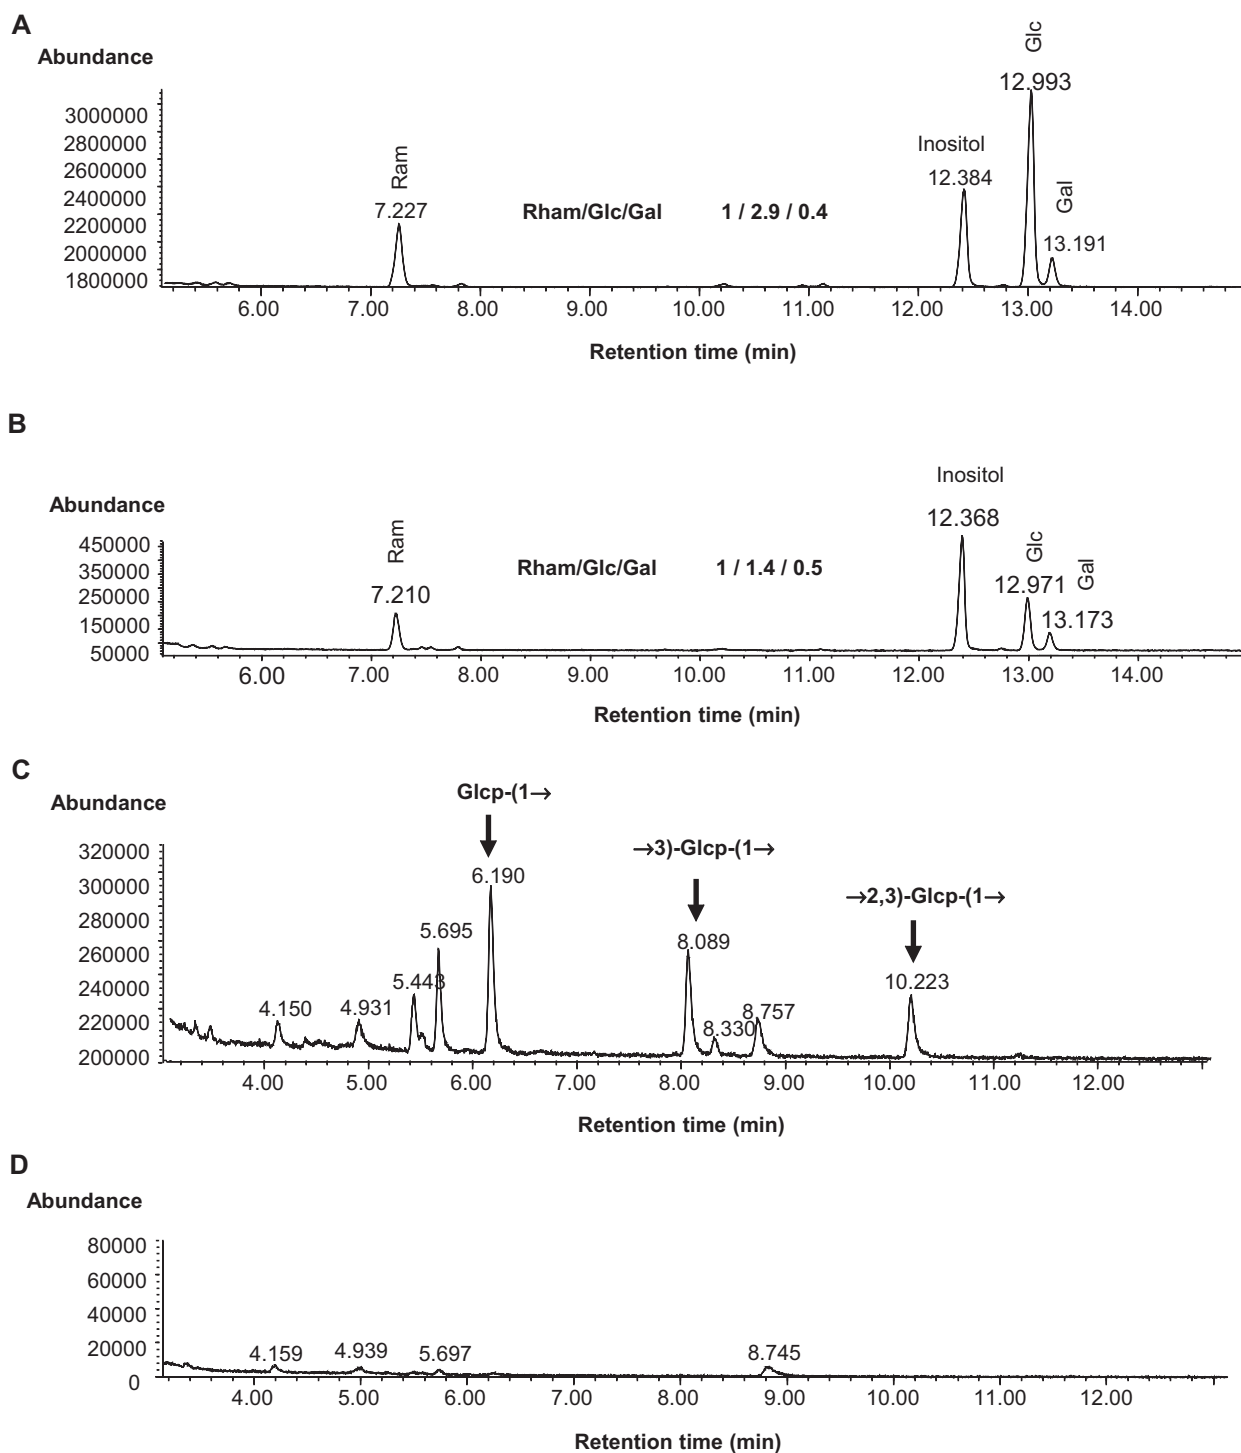 A
Abundance
Glc
12.993
3000000
2800000
2600000
2400000
2200000
2000000
1800000
Ram
7.227
Rham/Glc/Gal 1 / 2.9 / 0.4
Inositol
12.384
Gal
13.191
6.00 7.00 8.00 9.00 10.00 11.00 12.00 13.00 14.00
Retention time (min)
B
Abundance
450000
350000
250000
150000
50000
Ram
7.210
Rham/Glc/Gal 1 / 1.4 / 0.5
Inositol
12.368
Glc
12.971
Gal
13.173
6.00 7.00 8.00 9.00 10.00 11.00 12.00 13.00 14.00
Retention time (min)
C
Abundance
320000
300000
280000
260000
240000
220000
200000
4.150
4.931
5.443
5.695
Glcp-(1→
6.190
→3)-Glcp-(1→
8.089
8.330
8.757
→2,3)-Glcp-(1→
10.223
4.00 5.00 6.00 7.00 8.00 9.00 10.00 11.00 12.00
Retention time (min)
D
Abundance
80000
60000
40000
20000
0
4.159
4.939
5.697
8.745
4.00 5.00 6.00 7.00 8.00 9.00 10.00 11.00 12.00
Retention time (min)